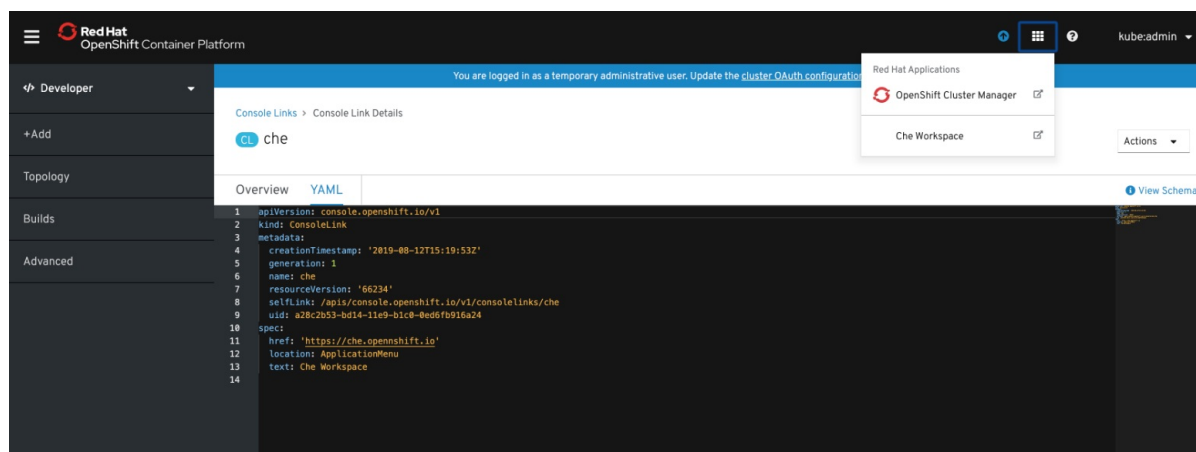 Red Hat
OpenShift Container Platform
kube:admin
Developer
You are logged in as a temporary administrative user. Update the cluster OAuth configuration
Red Hat Applications
OpenShift Cluster Manager
Che Workspace
+Add
Topology
Builds
Advanced
Console Links > Console Link Details
CL che
Actions
Overview YAML
View Schema
1 apiVersion: console.openshift.io/v1
2 kind: ConsoleLink
3 metadata:
4 creationTimestamp: '2019-08-12T15:19:53Z'
5 generation: 1
6 name: che
7 resourceVersion: '66234'
8 selfLink: /apis/console.openshift.io/v1/consolelinks/che
9 uid: a28c2b53-bd14-11e9-b1c0-0ed6fb916a24
10 spec:
11 href: 'https://che.opennshift.io'
12 location: ApplicationMenu
13 text: Che Workspace
14